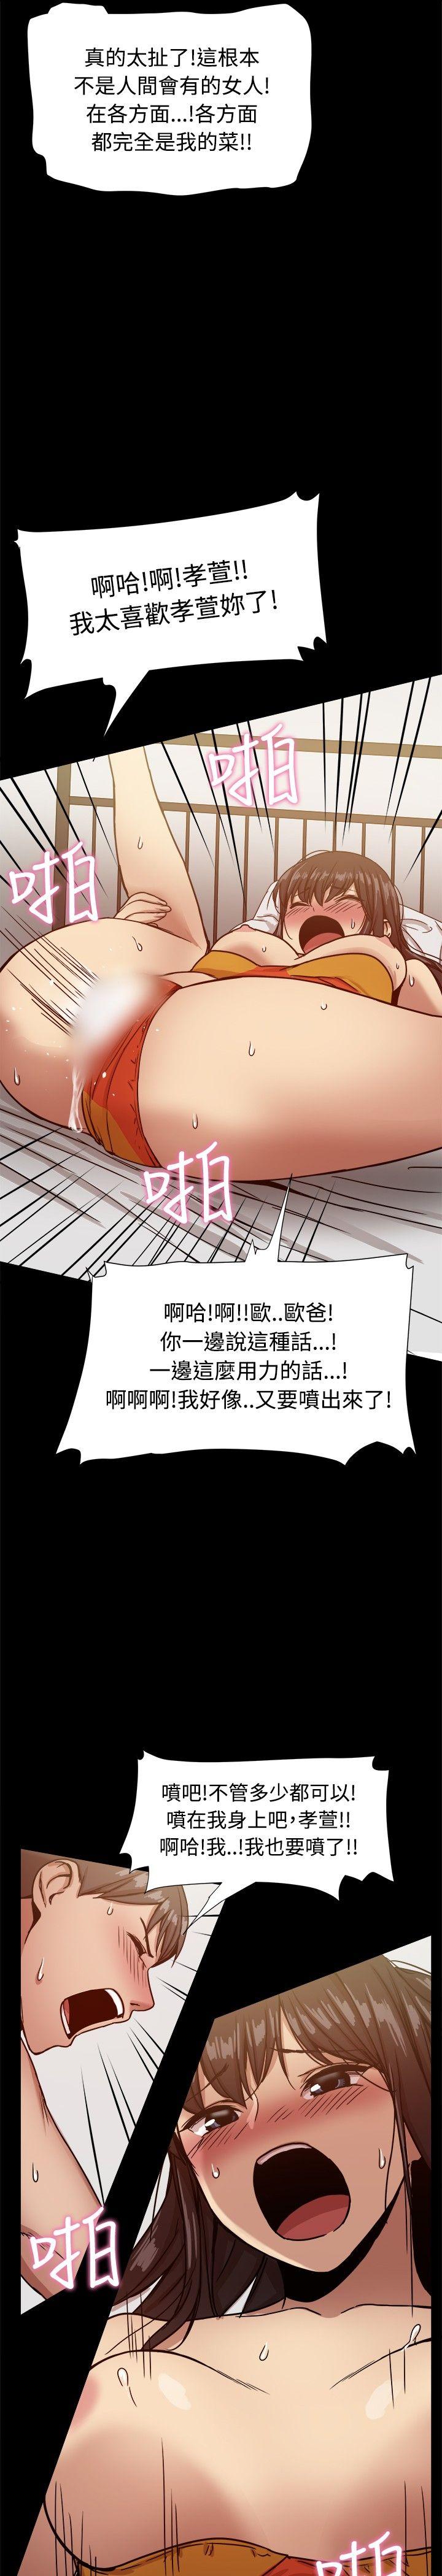 真的太扯了!這根本
不是人間會有的女人!
在各方面...!各方面
都完全是我的菜!!
啊哈!啊!孝萱!!
我太喜歡孝萱妳了!
啪
啪
啪
啊哈!啊!!歐..歐爸!
你一邊說這種話...!
一邊這麼用力的話...!
啊啊啊!我好像..又要噴出來了!
噴吧!不管多少都可以!
噴在我身上吧,孝萱!!
啊哈!我..!我也要噴了!!
啪
啪